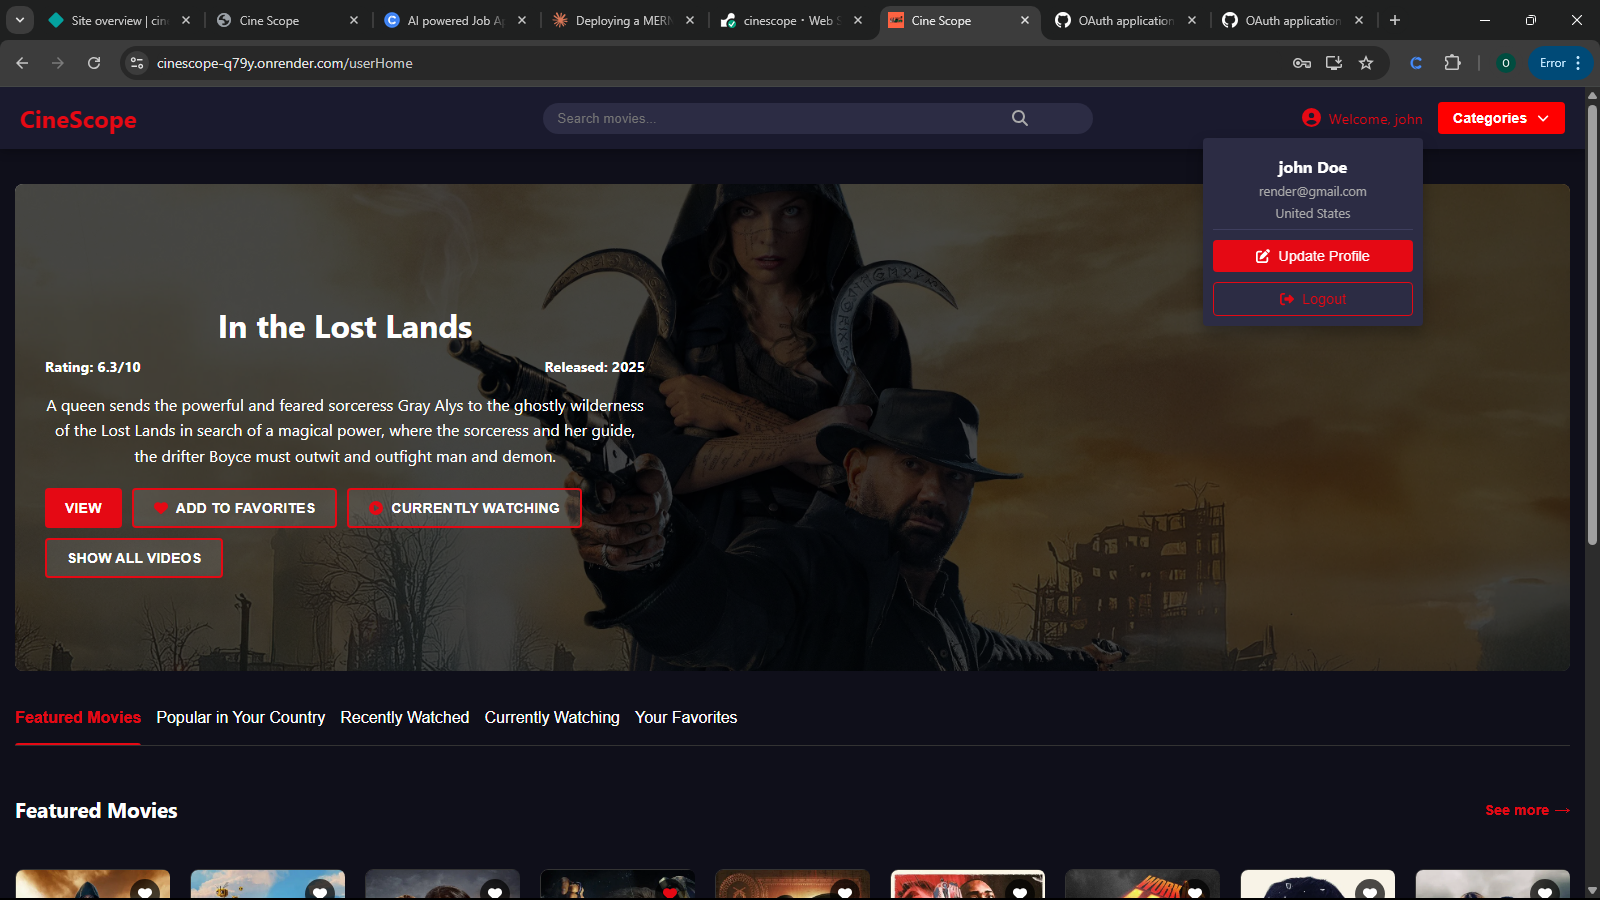 Site overview | cin
Cine Scope
AI powered Job Ap
Deploying a MERN
cinescope · Web S
Cine Scope
OAuth application
OAuth application
cinescope-q79y.onrender.com/userHome
O
Error
CineScope
Search movies...
Welcome, john
Categories
john Doe
render@gmail.com
United States
Update Profile
Logout
In the Lost Lands
Rating: 6.3/10
Released: 2025
A queen sends the powerful and feared sorceress Gray Alys to the ghostly wilderness
of the Lost Lands in search of a magical power, where the sorceress and her guide,
the drifter Boyce must outwit and outfight man and demon.
VIEW
ADD TO FAVORITES
CURRENTLY WATCHING
SHOW ALL VIDEOS
Featured Movies
Popular in Your Country
Recently Watched
Currently Watching
Your Favorites
Featured Movies
See more →
WORK